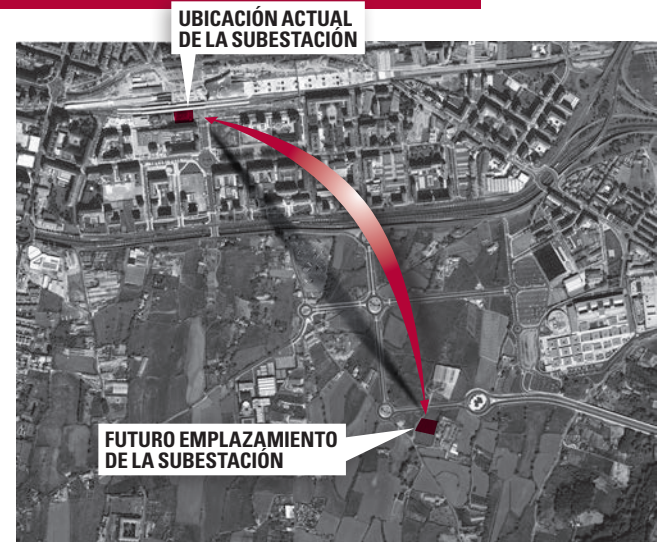 UBICACIÓN ACTUAL
DE LA SUBESTACIÓN
FUTURO EMPLAZAMIENTO
DE LA SUBESTACIÓN